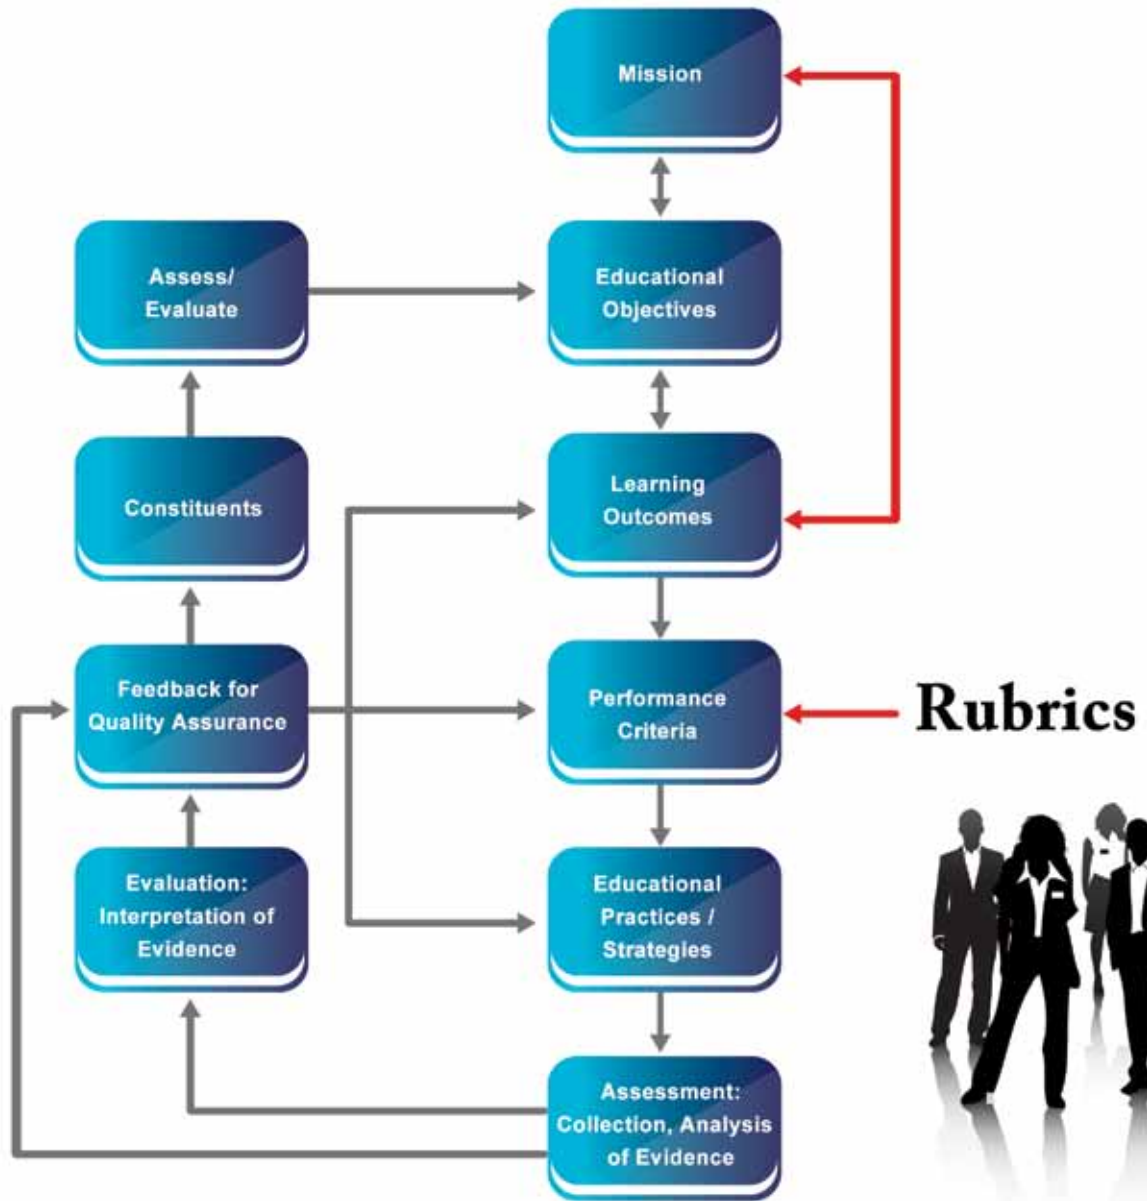 Mission
Assess/
Evaluate
Educational
Objectives
Constituents
Learning
Outcomes
Feedback for
Quality Assurance
Performance
Criteria
Rubrics
Evaluation:
Interpretation of
Evidence
Educational
Practices /
Strategies
Assessment:
Collection, Analysis
of Evidence